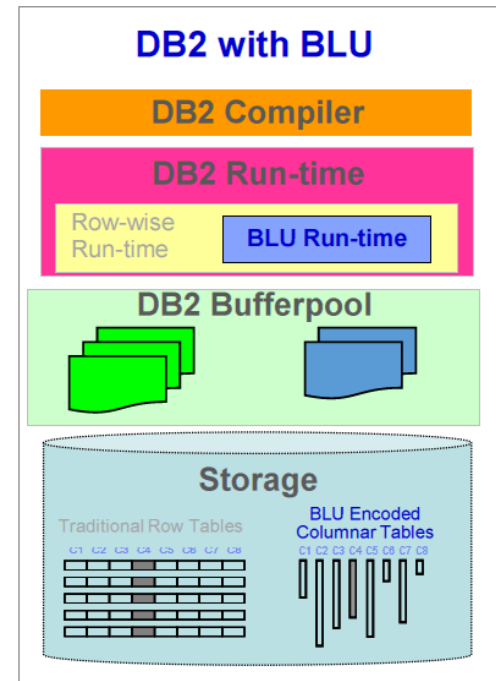 DB2 with BLU
DB2 Compiler
DB2 Run-time
Row-wise
Run-time
BLU Run-time
DB2 Bufferpool
Storage
Traditional Row Tables
C1 C2 C3 C4 C5 C6 C7 C8
BLU Encoded
Columnar Tables
C1 C2 C3 C4 C5 C6 C7 C8